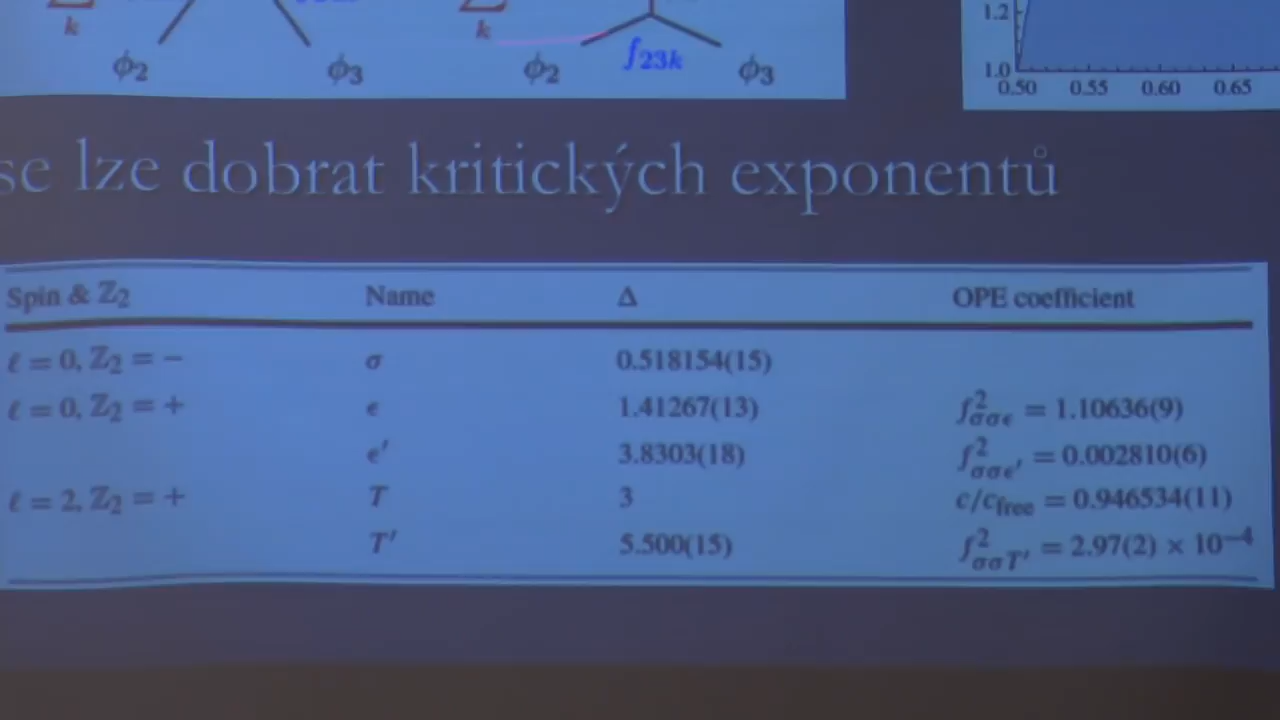 k
k
ϕ2 ϕ3 ϕ2 f23k ϕ3
1.2
1.0
0.50 0.55 0.60 0.65
se lze dobrat kritických exponentů
Spin & ℤ2 Name Δ OPE coefficient
ℓ = 0, ℤ2 = − σ 0.518154(15)
ℓ = 0, ℤ2 = + ϵ 1.41267(13) f²σσϵ = 1.10636(9)
ϵ′ 3.8303(18) f²σσϵ′ = 0.002810(6)
ℓ = 2, ℤ2 = + T 3 c/cfree = 0.946534(11)
T′ 5.500(15) f²σσT′ = 2.97(2) × 10⁻⁴